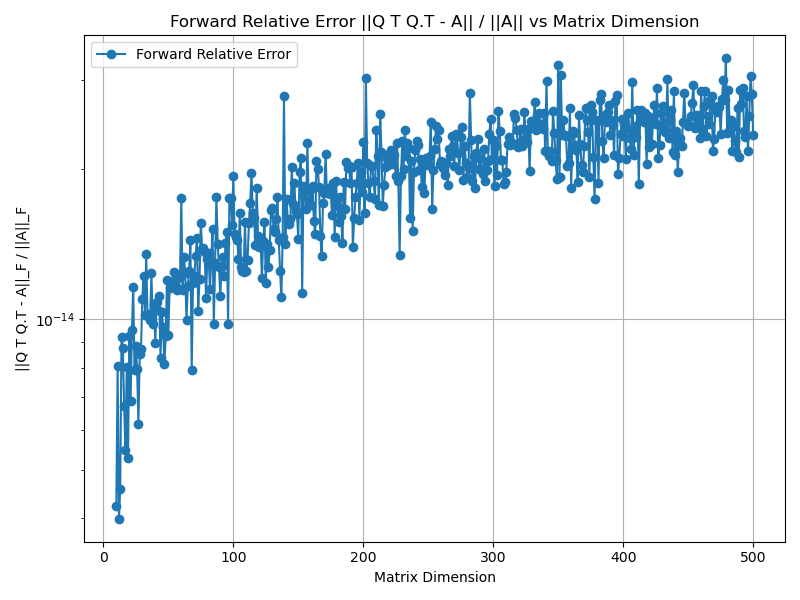 Forward Relative Error ||Q T Q.T - A|| / ||A|| vs Matrix Dimension
Forward Relative Error
||Q T Q.T - A||_F / ||A||_F
10⁻¹⁴
0 100 200 300 400 500
Matrix Dimension